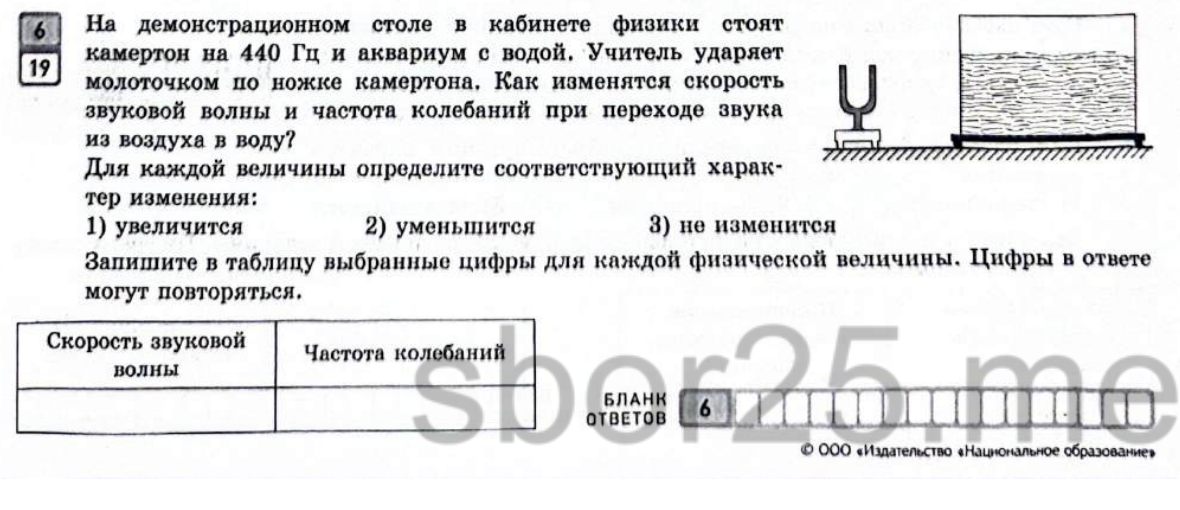 6
19
На демонстрационном столе в кабинете физики стоят
камертон на 440 Гц и аквариум с водой. Учитель ударяет
молоточком по ножке камертона. Как изменятся скорость
звуковой волны и частота колебаний при переходе звука
из воздуха в воду?
Для каждой величины определите соответствующий харак-
тер изменения:
1) увеличится 2) уменьшится 3) не изменится
Запишите в таблицу выбранные цифры для каждой физической величины. Цифры в ответе
могут повторяться.
Скорость звуковой
волны
Частота колебаний
sbor25.me
БЛАНК
ОТВЕТОВ
6
© ООО «Издательство «Национальное образование»